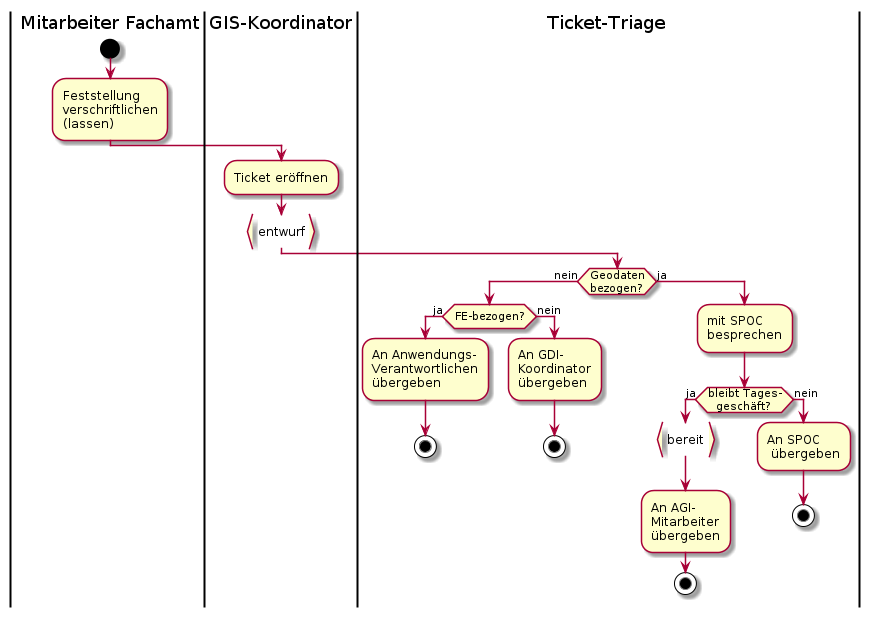 Mitarbeiter Fachamt
GIS-Koordinator
Ticket-Triage
Feststellung
verschriftlichen
(lassen)
Ticket eröffnen
entwurf
nein
Geodaten
bezogen?
ja
ja
FE-bezogen?
nein
An Anwendungs-
Verantwortlichen
übergeben
An GDI-
Koordinator
übergeben
mit SPOC
besprechen
ja
bleibt Tages-
geschäft?
nein
bereit
An SPOC
übergeben
An AGI-
Mitarbeiter
übergeben